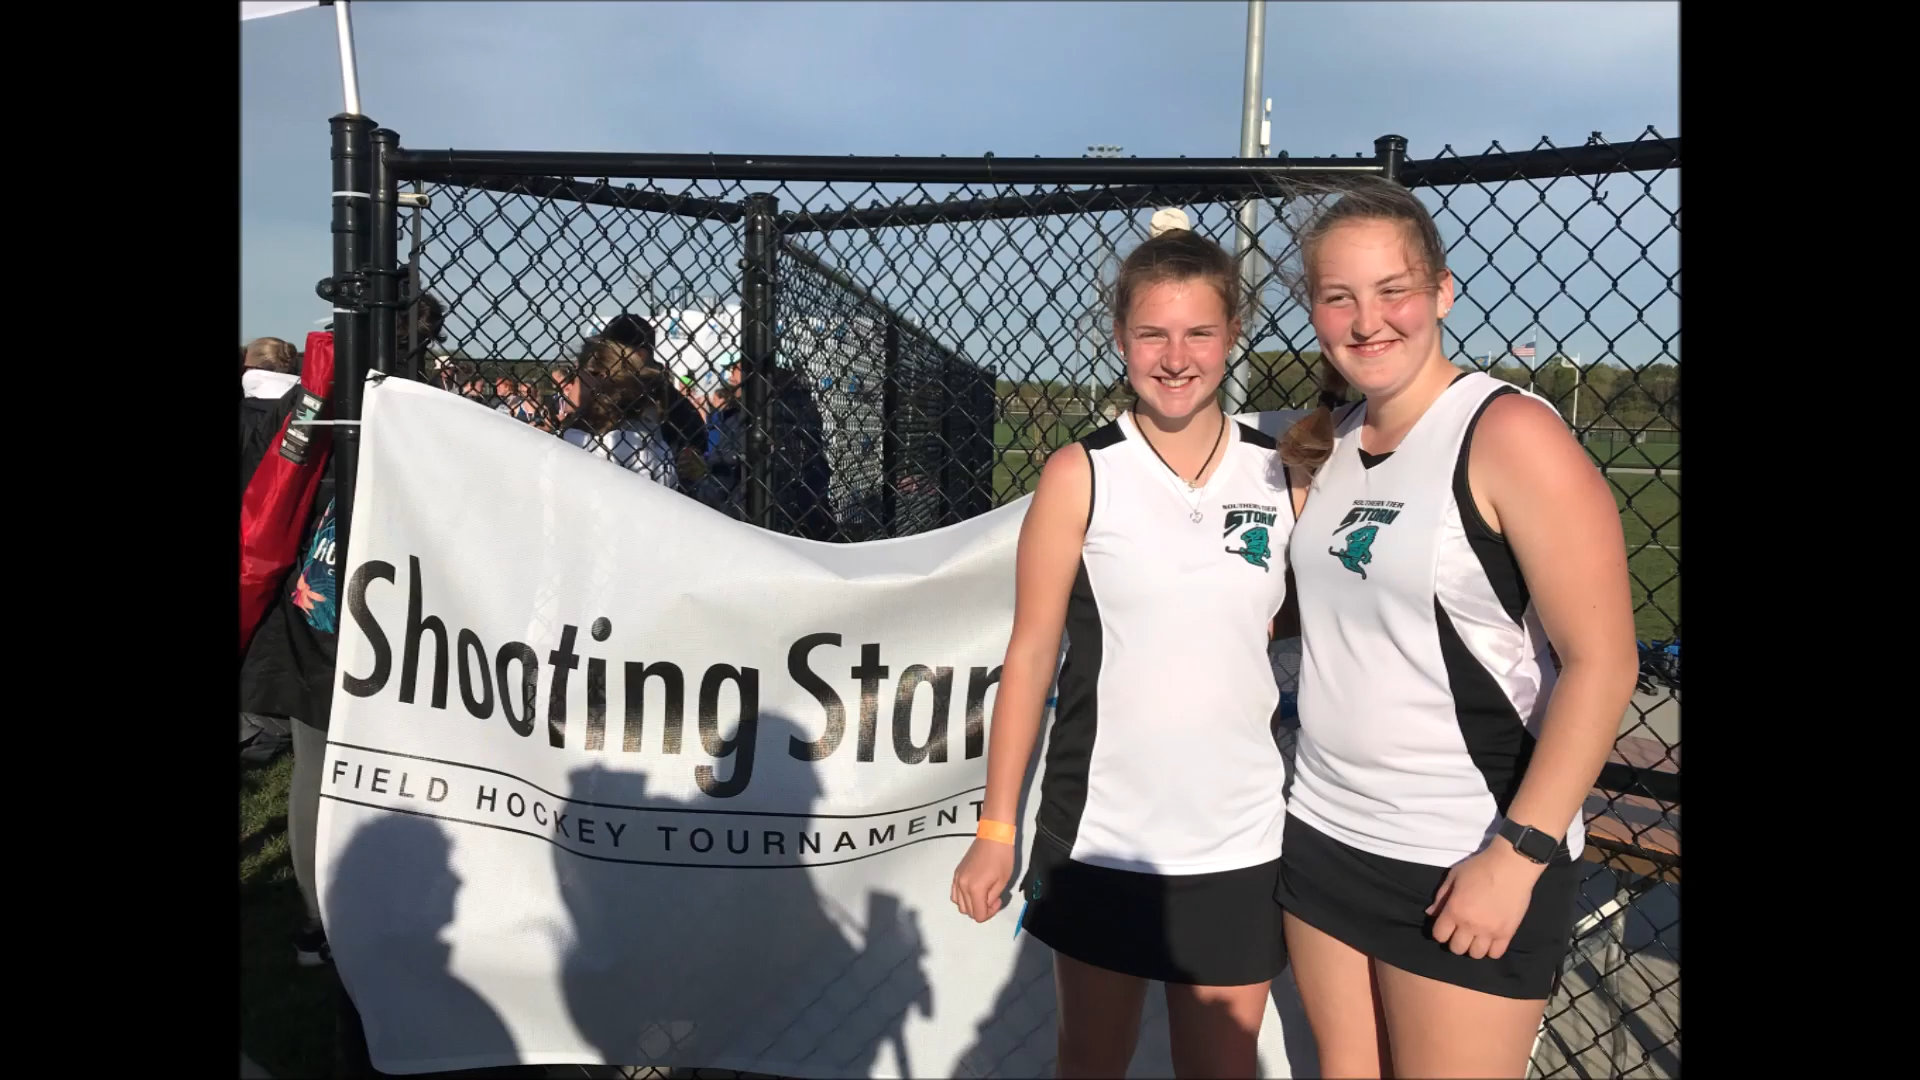 Shooting Star
FIELD HOCKEY TOURNAMENT
SOUTHERN TIER
STORM
SOUTHERN TIER
STORM